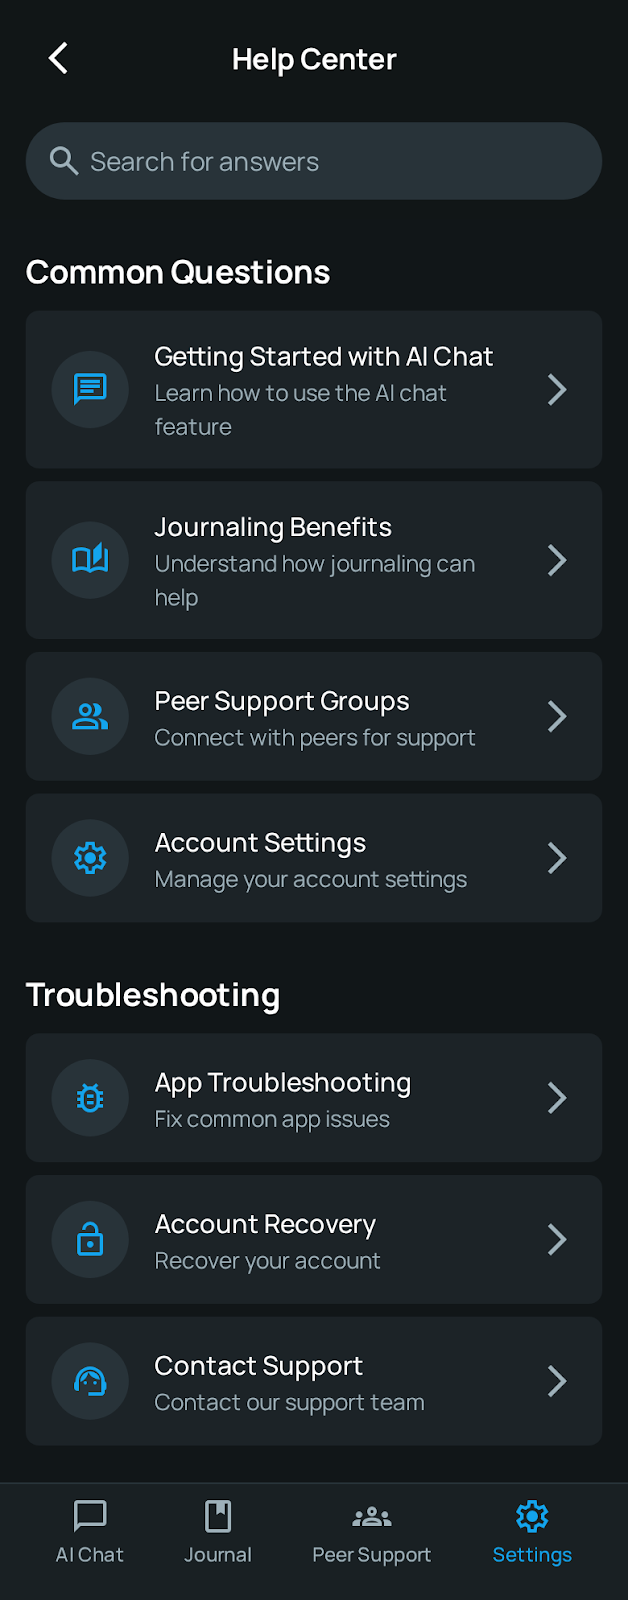 Help Center
Search for answers
Common Questions
Getting Started with AI Chat
Learn how to use the AI chat
feature
Journaling Benefits
Understand how journaling can
help
Peer Support Groups
Connect with peers for support
Account Settings
Manage your account settings
Troubleshooting
App Troubleshooting
Fix common app issues
Account Recovery
Recover your account
Contact Support
Contact our support team
AI Chat
Journal
Peer Support
Settings